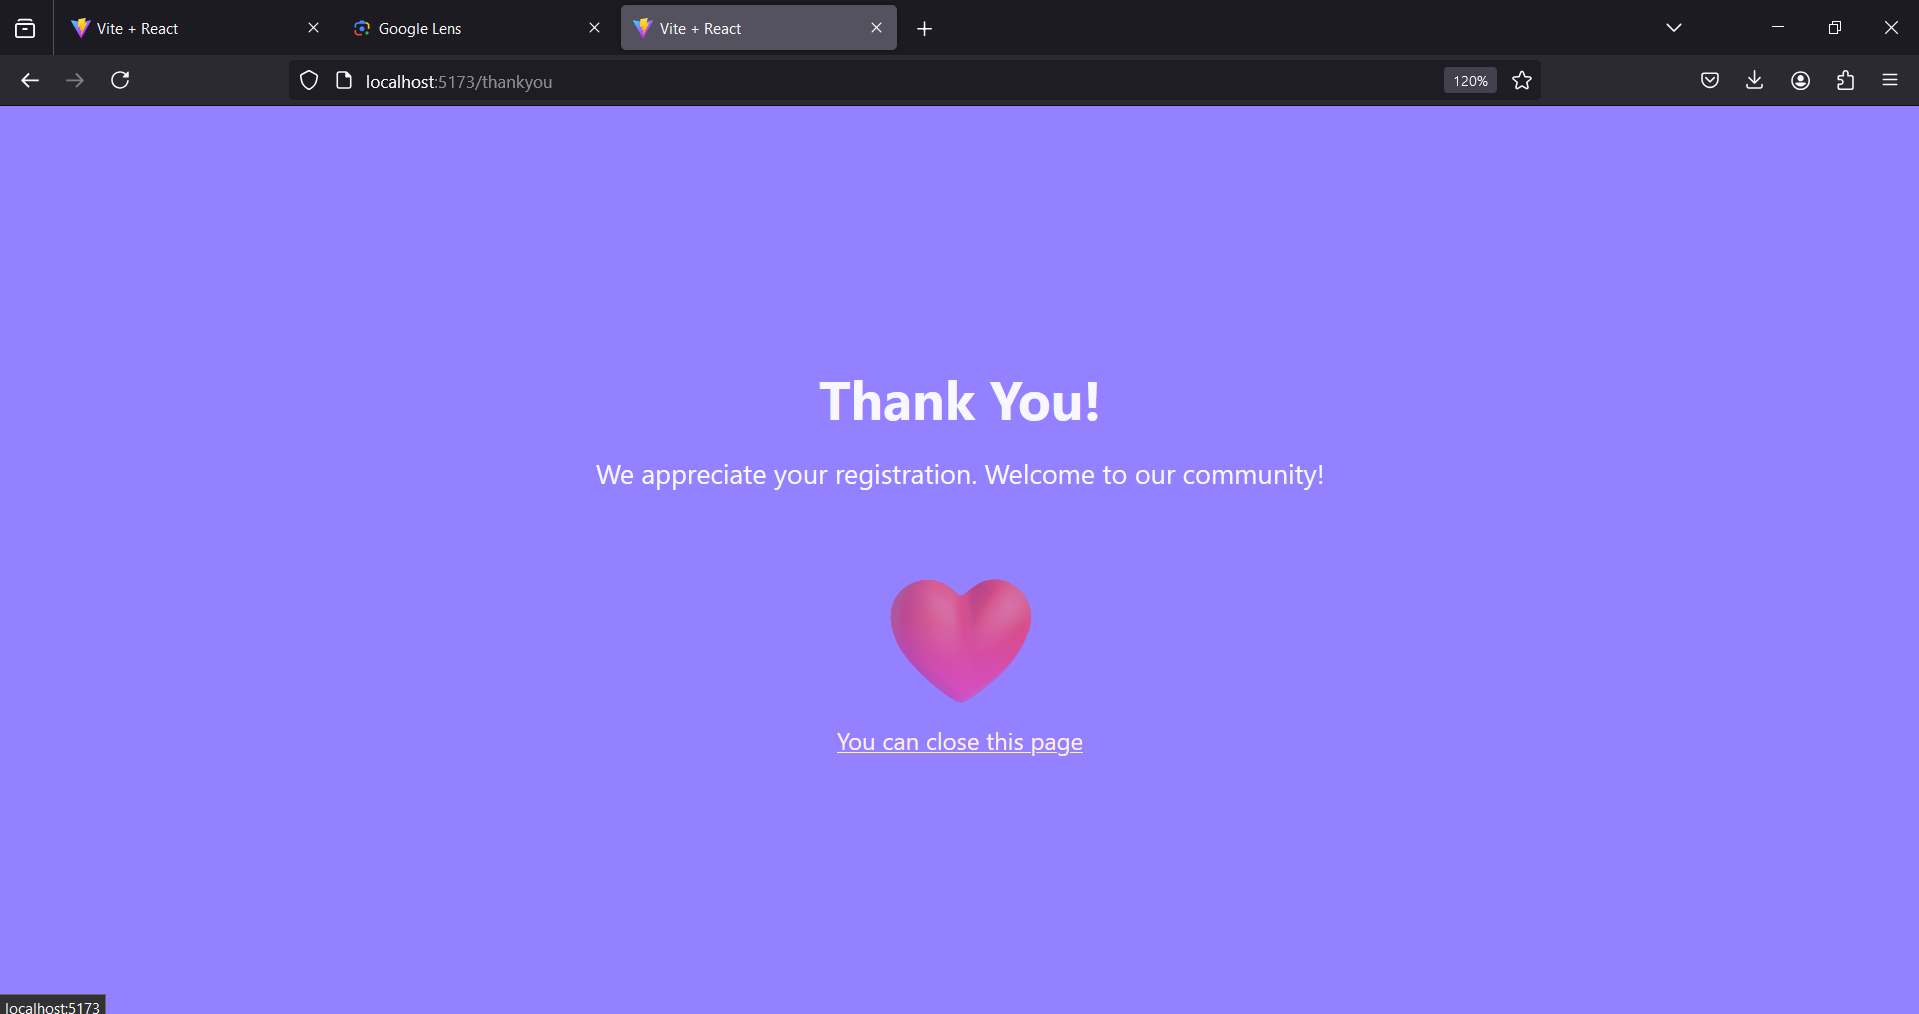 Vite + React
Google Lens
Vite + React
localhost:5173/thankyou
120%
Thank You!
We appreciate your registration. Welcome to our community!
You can close this page
localhost:5173